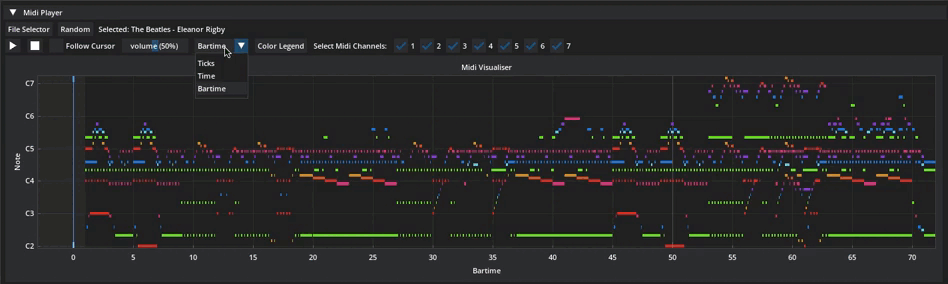 Midi Player
File Selector Random Selected: The Beatles - Eleanor Rigby
Follow Cursor volume (50%) Bartime Color Legend Select Midi Channels: 1 2 3 4 5 6 7
Ticks
Time
Bartime
Midi Visualiser
C7
C6
C5
C4
C3
C2
Note
0 5 10 15 20 25 30 35 40 45 50 55 60 65 70
Bartime